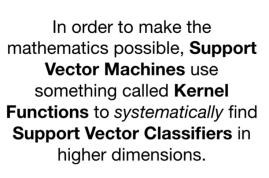 In order to make the
mathematics possible, Support
Vector Machines use
something called Kernel
Functions to systematically find
Support Vector Classifiers in
higher dimensions.